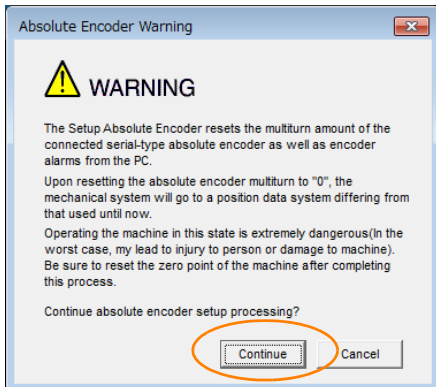 Absolute Encoder Warning
WARNING
The Setup Absolute Encoder resets the multiturn amount of the
connected serial-type absolute encoder as well as encoder
alarms from the PC.
Upon resetting the absolute encoder multiturn to "0", the
mechanical system will go to a position data system differing from
that used until now.
Operating the machine in this state is extremely dangerous(In the
worst case, my lead to injury to person or damage to machine).
Be sure to reset the zero point of the machine after completing
this process.
Continue absolute encoder setup processing?
Continue Cancel